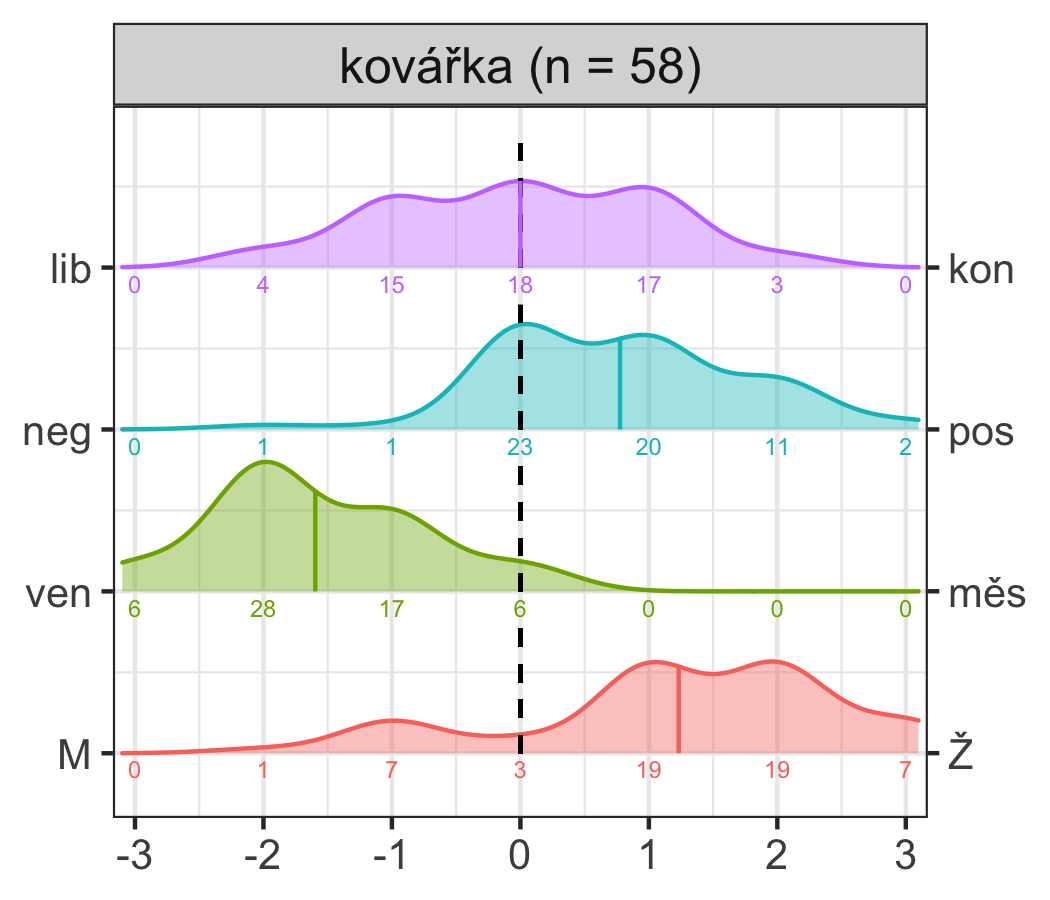 kovářka (n = 58)
lib kon
0 4 15 18 17 3 0
neg pos
0 1 1 23 20 11 2
ven měs
6 28 17 6 0 0 0
M Ž
0 1 7 3 19 19 7
-3 -2 -1 0 1 2 3